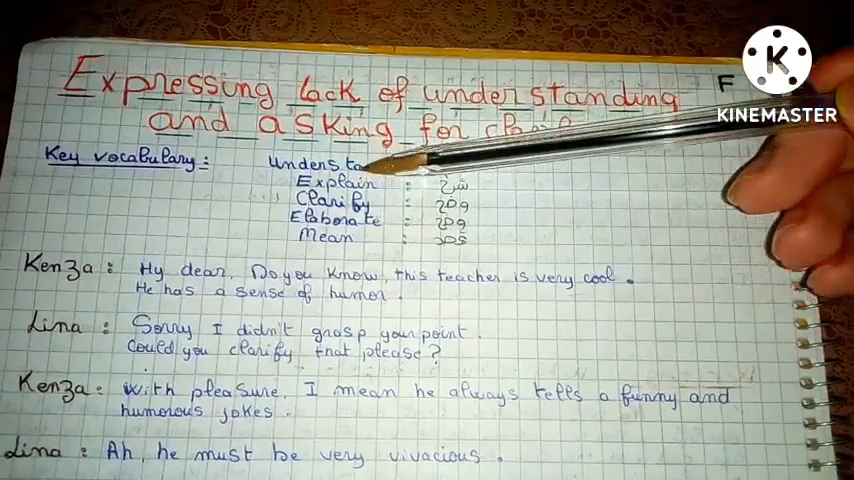 Expressing lack of understanding
and asking for
F
KINEMASTER
Key vocabulary :
Explain : شرح
Clarify : وضح
Elaborate : وضح
Mean : قصد
Kenza : Hy dear, Do you know, this teacher is very cool.
He has a sense of humor.
Lina : Sorry I didn't grasp your point.
Could you clarify that please?
Kenza : With pleasure, I mean he always tells a funny and
humorous jokes.
Lina : Ah, he must be very vivacious.